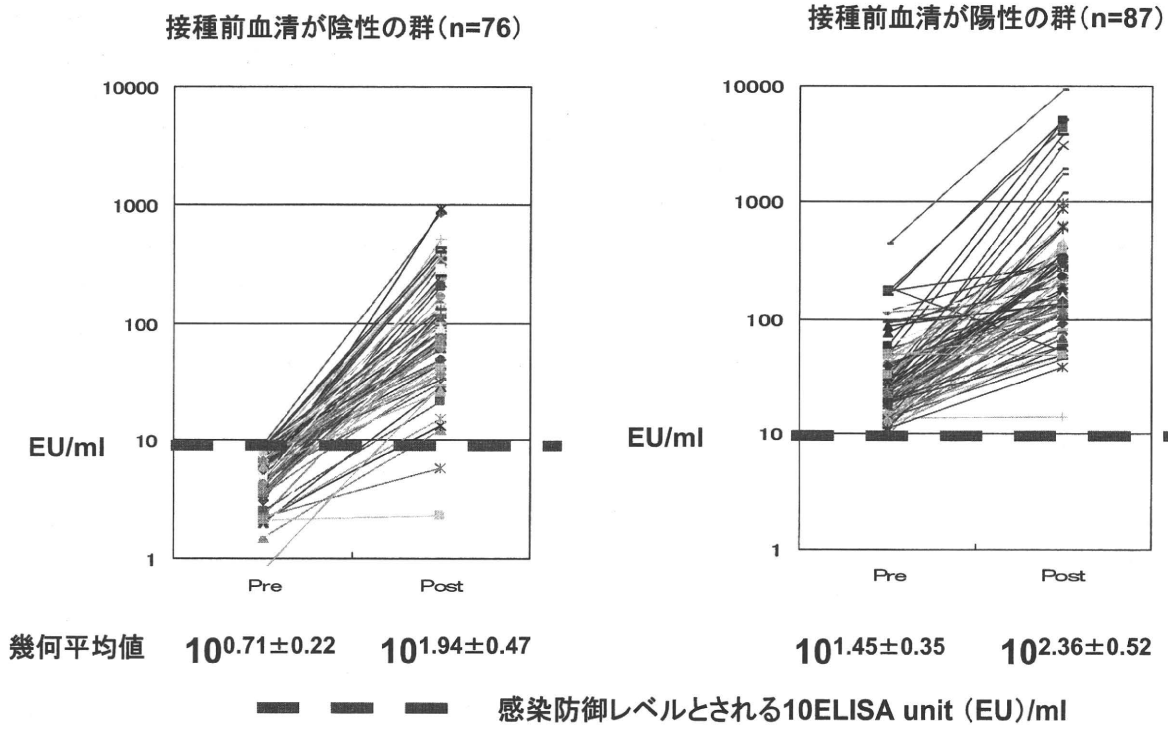 接種前血清が陰性の群(n=76)
10000
1000
100
10
1
EU/ml
Pre Post
接種前血清が陽性の群(n=87)
10000
1000
100
10
1
EU/ml
Pre Post
幾何平均値 10^0.71±0.22 10^1.94±0.47 10^1.45±0.35 10^2.36±0.52
感染防御レベルとされる10ELISA unit (EU)/ml